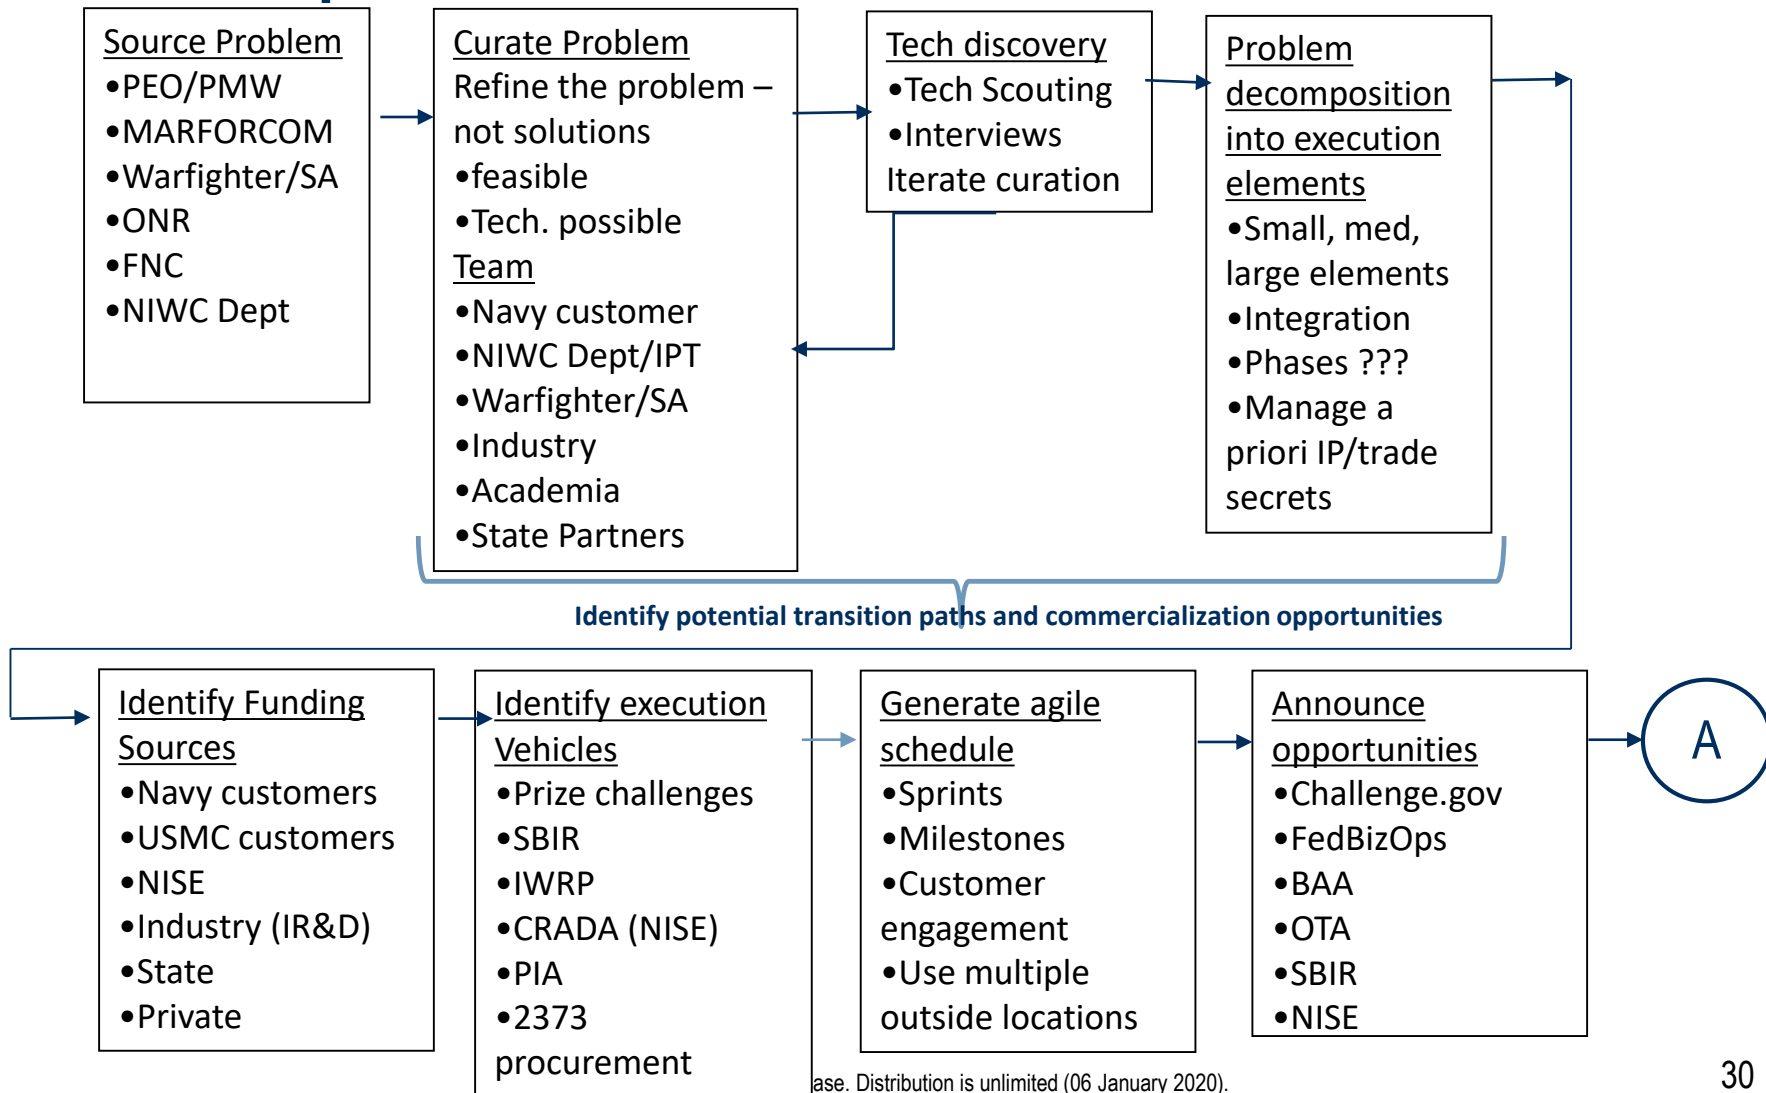 Source Problem
•PEO/PMW
•MARFORCOM
•Warfighter/SA
•ONR
•FNC
•NIWC Dept
Curate Problem
Refine the problem –
not solutions
•feasible
•Tech. possible
Team
•Navy customer
•NIWC Dept/IPT
•Warfighter/SA
•Industry
•Academia
•State Partners
Tech discovery
•Tech Scouting
•Interviews
Iterate curation
Problem
decomposition
into execution
elements
•Small, med,
large elements
•Integration
•Phases ???
•Manage a
priori IP/trade
secrets
Identify potential transition paths and commercialization opportunities
Identify Funding
Sources
•Navy customers
•USMC customers
•NISE
•Industry (IR&D)
•State
•Private
Identify execution
Vehicles
•Prize challenges
•SBIR
•IWRP
•CRADA (NISE)
•PIA
•2373
procurement
Generate agile
schedule
•Sprints
•Milestones
•Customer
engagement
•Use multiple
outside locations
Announce
opportunities
•Challenge.gov
•FedBizOps
•BAA
•OTA
•SBIR
•NISE
A
ase. Distribution is unlimited (06 January 2020).
30